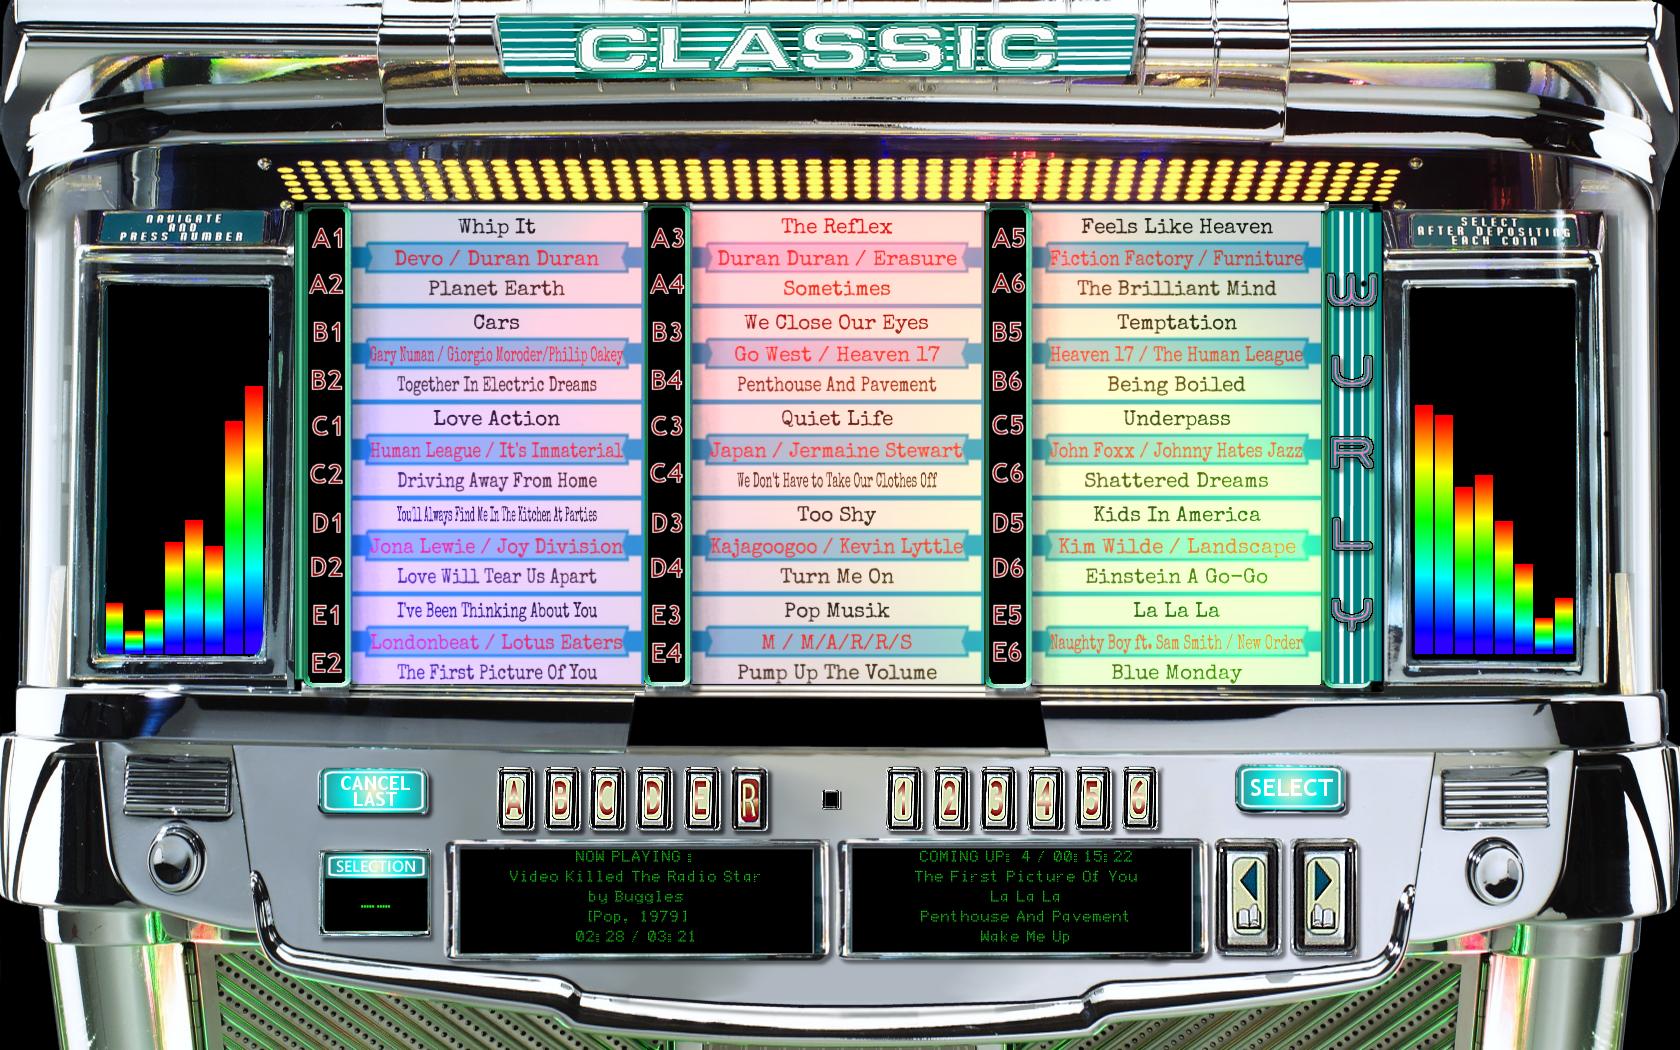 CLASSIC
NAVIGATE
AND
PRESS NUMBER
SELECT
AFTER DEPOSITING
EACH COIN
A1
Whip It
Devo / Duran Duran
A2
Planet Earth
B1
Cars
Gary Numan / Giorgio Moroder/Philip Oakey
B2
Together In Electric Dreams
C1
Love Action
Human League / It's Immaterial
C2
Driving Away From Home
D1
You'll Always Find Me In The Kitchen At Parties
Jona Lewie / Joy Division
D2
Love Will Tear Us Apart
E1
I've Been Thinking About You
Londonbeat / Lotus Eaters
E2
The First Picture Of You
A3
The Reflex
Duran Duran / Erasure
A4
Sometimes
B3
We Close Our Eyes
Go West / Heaven 17
B4
Penthouse And Pavement
C3
Quiet Life
Japan / Jermaine Stewart
C4
We Don't Have to Take Our Clothes Off
D3
Too Shy
Kajagoogoo / Kevin Lyttle
D4
Turn Me On
E3
Pop Musik
M / M/A/R/R/S
E4
Pump Up The Volume
A5
Feels Like Heaven
Fiction Factory / Furniture
A6
The Brilliant Mind
B5
Temptation
Heaven 17 / The Human League
B6
Being Boiled
C5
Underpass
John Foxx / Johnny Hates Jazz
C6
Shattered Dreams
D5
Kids In America
Kim Wilde / Landscape
D6
Einstein A Go-Go
E5
La La La
Naughty Boy ft. Sam Smith / New Order
E6
Blue Monday
WURLY
CANCEL
LAST
A B C D E R
1 2 3 4 5 6
SELECT
SELECTION
-- --
NOW PLAYING :
Video Killed The Radio Star
by Buggles
[Pop, 1979]
02:28 / 03:21
COMING UP: 4 / 00:15:22
The First Picture Of You
La La La
Penthouse And Pavement
Wake Me Up